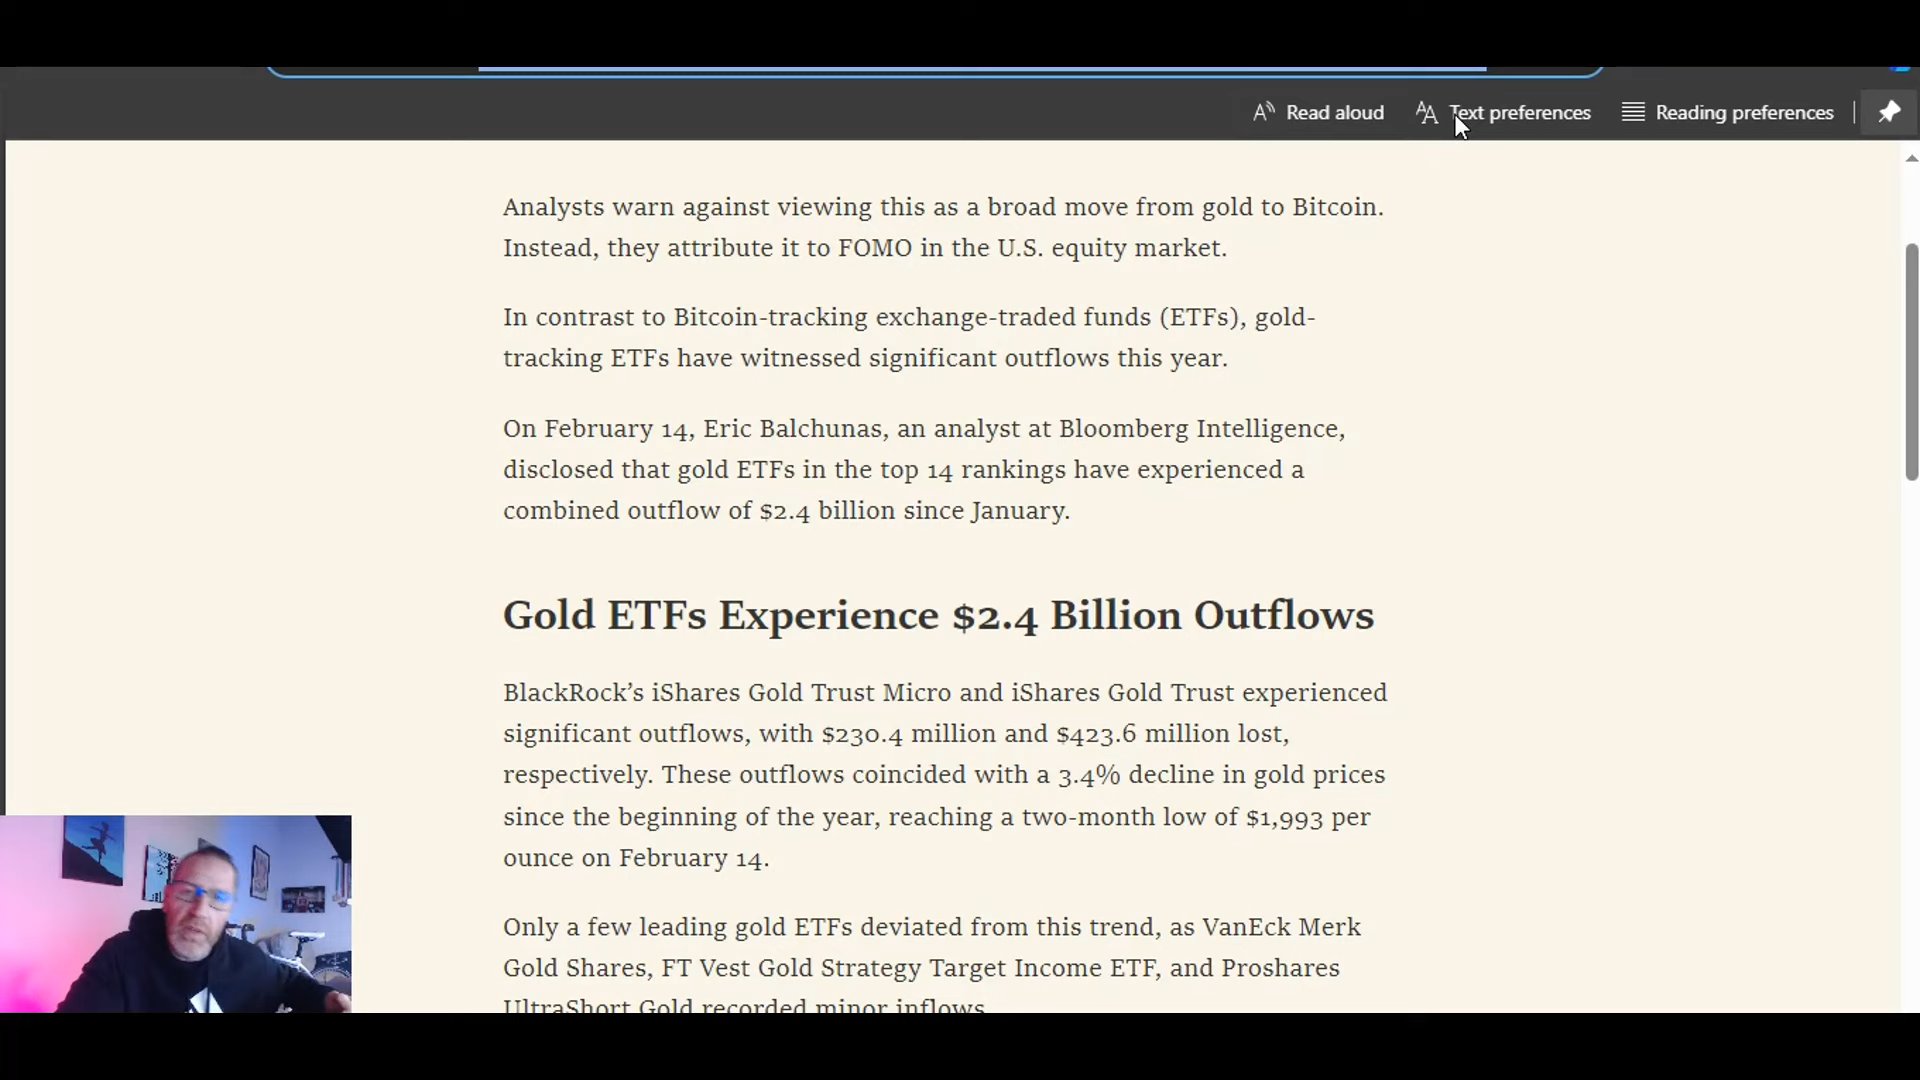 Read aloud
Text preferences
Reading preferences
Analysts warn against viewing this as a broad move from gold to Bitcoin.
Instead, they attribute it to FOMO in the U.S. equity market.
In contrast to Bitcoin-tracking exchange-traded funds (ETFs), gold-
tracking ETFs have witnessed significant outflows this year.
On February 14, Eric Balchunas, an analyst at Bloomberg Intelligence,
disclosed that gold ETFs in the top 14 rankings have experienced a
combined outflow of $2.4 billion since January.
Gold ETFs Experience $2.4 Billion Outflows
BlackRock’s iShares Gold Trust Micro and iShares Gold Trust experienced
significant outflows, with $230.4 million and $423.6 million lost,
respectively. These outflows coincided with a 3.4% decline in gold prices
since the beginning of the year, reaching a two-month low of $1,993 per
ounce on February 14.
Only a few leading gold ETFs deviated from this trend, as VanEck Merk
Gold Shares, FT Vest Gold Strategy Target Income ETF, and Proshares
UltraShort Gold recorded minor inflows.